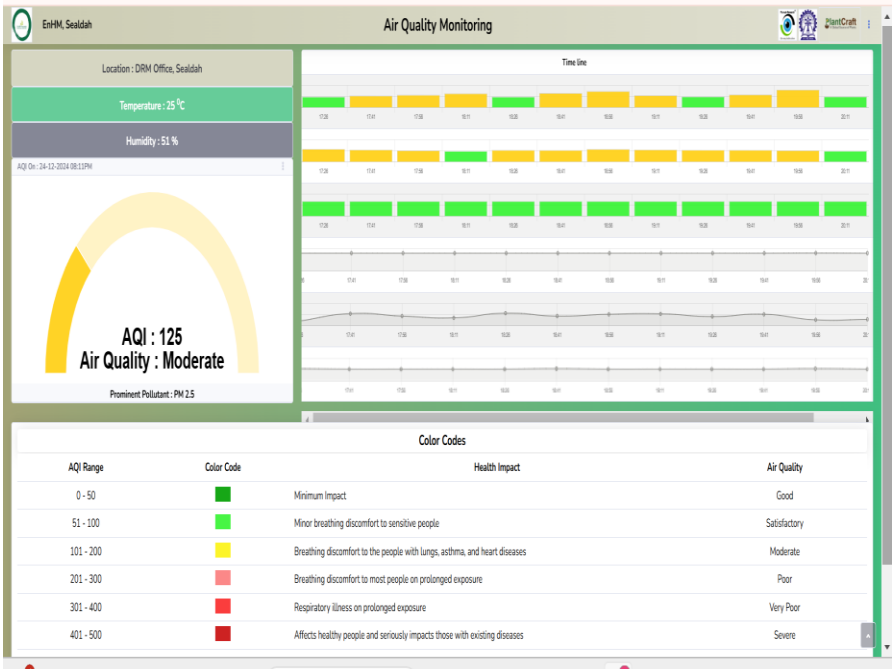 EnHM, Sealdah
Air Quality Monitoring
PlantCraft
Location : DRM Office, Sealdah
Temperature : 25 ⁰C
Humidity : 51 %
AQI On : 24-12-2024 08:11PM
AQI : 125
Air Quality : Moderate
Prominent Pollutant : PM 2.5
Time line
Color Codes
AQI Range Color Code Health Impact Air Quality
0 - 50 Minimum Impact Good
51 - 100 Minor breathing discomfort to sensitive people Satisfactory
101 - 200 Breathing discomfort to the people with lungs, asthma, and heart diseases Moderate
201 - 300 Breathing discomfort to most people on prolonged exposure Poor
301 - 400 Respiratory illness on prolonged exposure Very Poor
401 - 500 Affects healthy people and seriously impacts those with existing diseases Severe